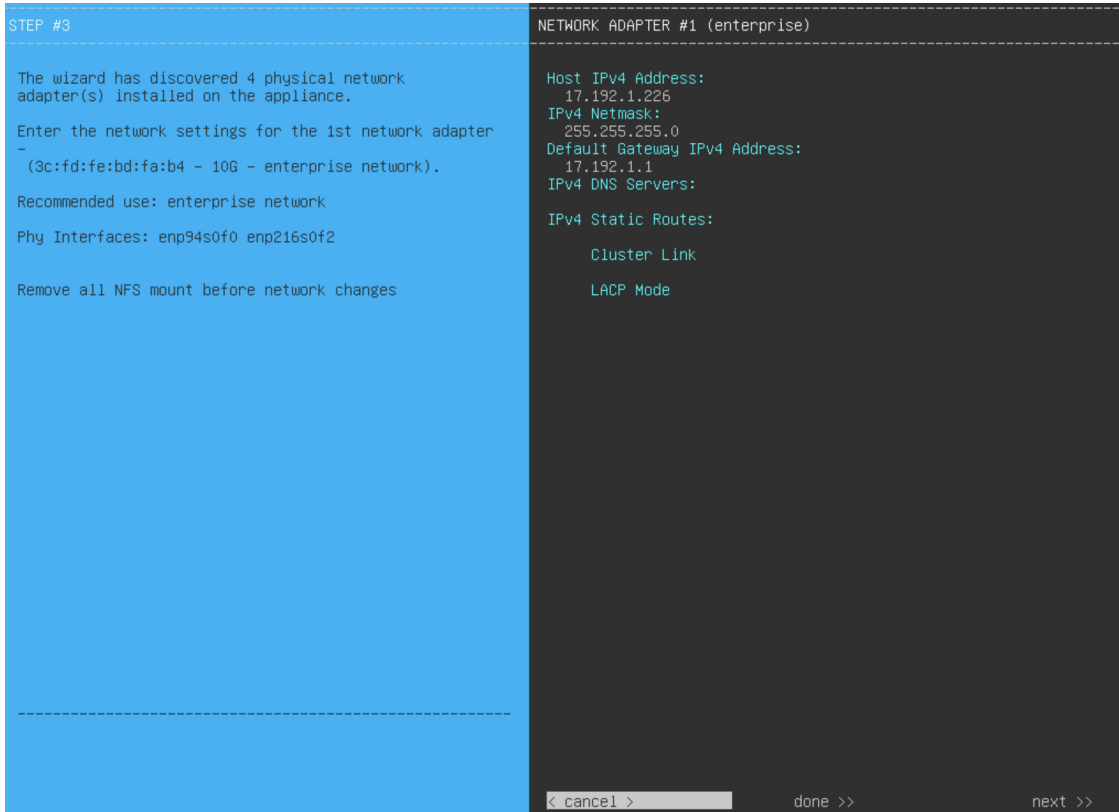 STEP #3
The wizard has discovered 4 physical network
adapter(s) installed on the appliance.
Enter the network settings for the 1st network adapter
-
(3c:fd:fe:bd:fa:b4 - 10G - enterprise network).
Recommended use: enterprise network
Phy Interfaces: enp94s0f0 enp216s0f2
Remove all NFS mount before network changes
NETWORK ADAPTER #1 (enterprise)
Host IPv4 Address:
17.192.1.226
IPv4 Netmask:
255.255.255.0
Default Gateway IPv4 Address:
17.192.1.1
IPv4 DNS Servers:
IPv4 Static Routes:
Cluster Link
LACP Mode
< cancel > done >> next >>